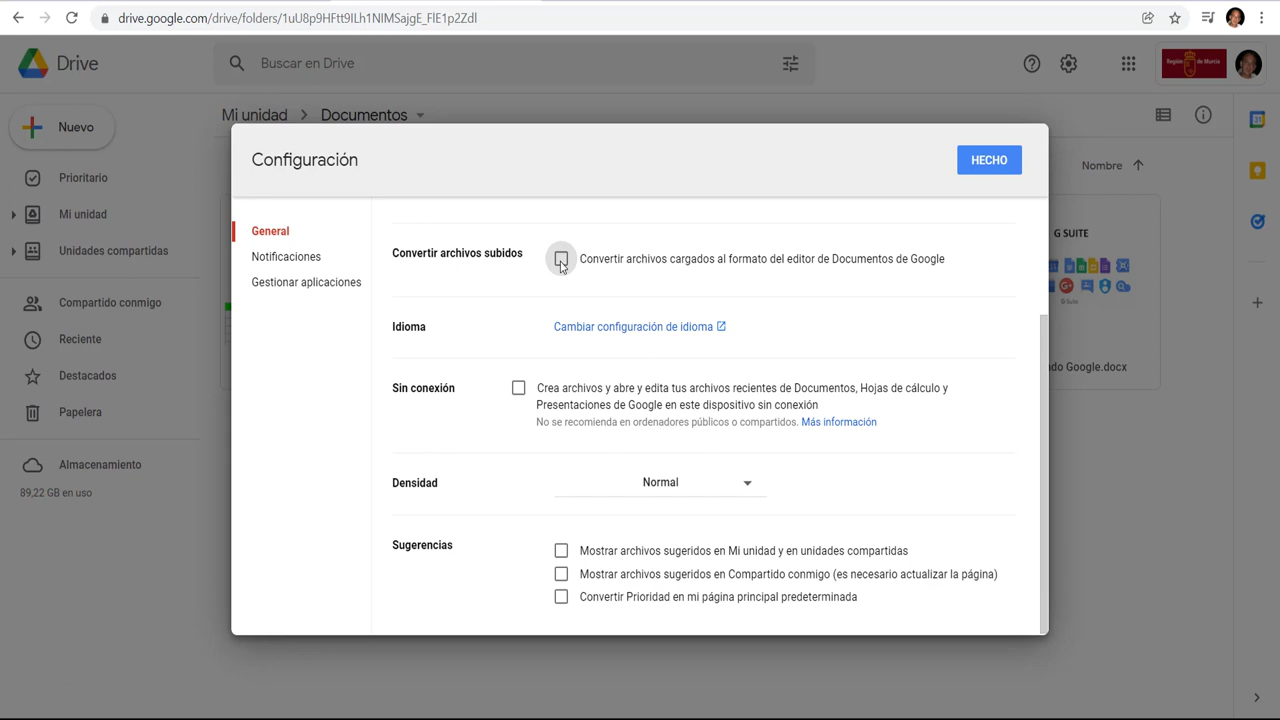 drive.google.com/drive/folders/1uU8p9HFtt9ILh1NIMSajgE_FlE1p2Zdl
Drive
Buscar en Drive
Región de Murcia
Nuevo
Mi unidad
Documentos
Prioritario
Mi unidad
Unidades compartidas
Compartido conmigo
Reciente
Destacados
Papelera
Almacenamiento
89,22 GB en uso
Nombre
G SUITE
G Suite
ndo Google.docx
Configuración
HECHO
General
Notificaciones
Gestionar aplicaciones
Convertir archivos subidos
Convertir archivos cargados al formato del editor de Documentos de Google
Idioma
Cambiar configuración de idioma
Sin conexión
Crea archivos y abre y edita tus archivos recientes de Documentos, Hojas de cálculo y
Presentaciones de Google en este dispositivo sin conexión
No se recomienda en ordenadores públicos o compartidos. Más información
Densidad
Normal
Sugerencias
Mostrar archivos sugeridos en Mi unidad y en unidades compartidas
Mostrar archivos sugeridos en Compartido conmigo (es necesario actualizar la página)
Convertir Prioridad en mi página principal predeterminada